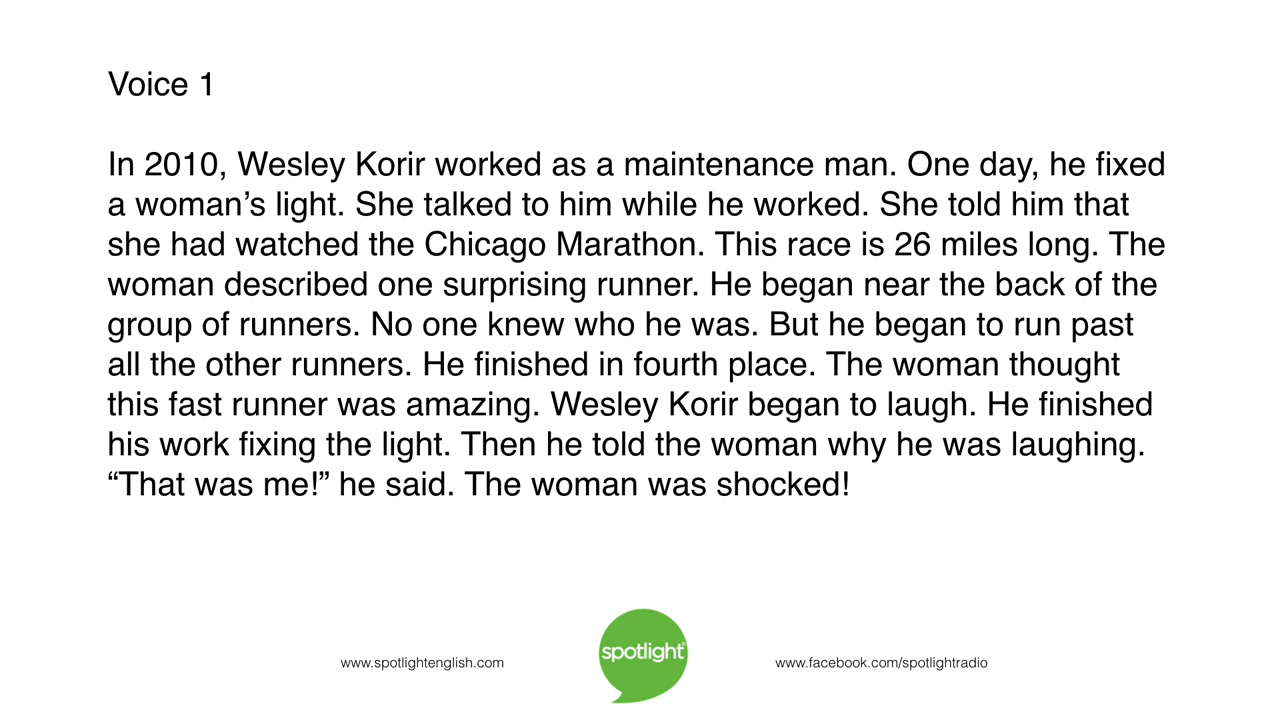 Voice 1
In 2010, Wesley Korir worked as a maintenance man. One day, he fixed
a woman’s light. She talked to him while he worked. She told him that
she had watched the Chicago Marathon. This race is 26 miles long. The
woman described one surprising runner. He began near the back of the
group of runners. No one knew who he was. But he began to run past
all the other runners. He finished in fourth place. The woman thought
this fast runner was amazing. Wesley Korir began to laugh. He finished
his work fixing the light. Then he told the woman why he was laughing.
“That was me!” he said. The woman was shocked!
www.spotlightenglish.com
spotlight®
www.facebook.com/spotlightradio